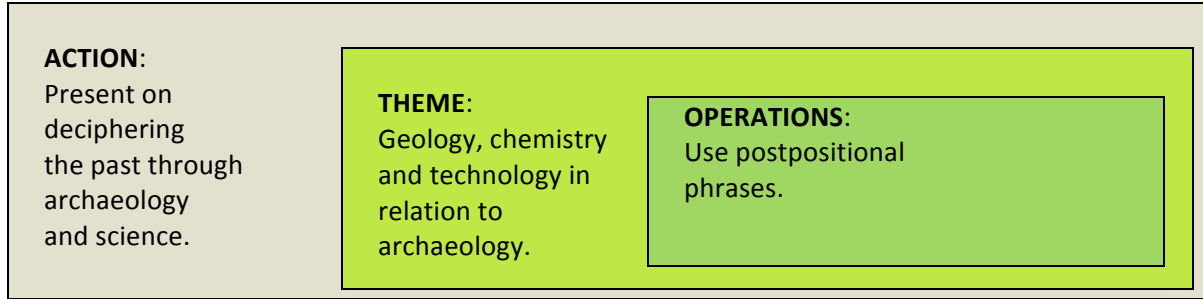 ACTION:
Present on
deciphering
the past through
archaeology
and science.
THEME:
Geology, chemistry
and technology in
relation to
archaeology.
OPERATIONS:
Use postpositional
phrases.